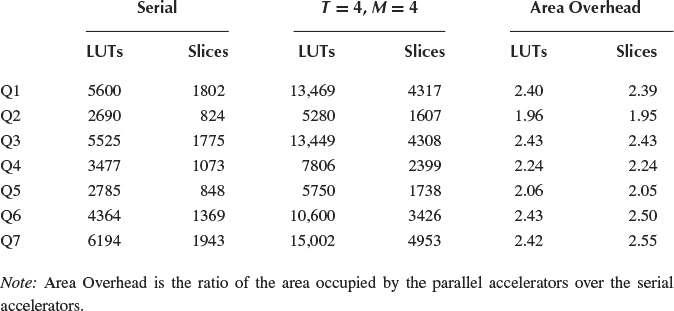 Serial T = 4, M = 4 Area Overhead
LUTs Slices LUTs Slices LUTs Slices
Q1 5600 1802 13,469 4317 2.40 2.39
Q2 2690 824 5280 1607 1.96 1.95
Q3 5525 1775 13,449 4308 2.43 2.43
Q4 3477 1073 7806 2399 2.24 2.24
Q5 2785 848 5750 1738 2.06 2.05
Q6 4364 1369 10,600 3426 2.43 2.50
Q7 6194 1943 15,002 4953 2.42 2.55
Note: Area Overhead is the ratio of the area occupied by the parallel accelerators over the serial
accelerators.